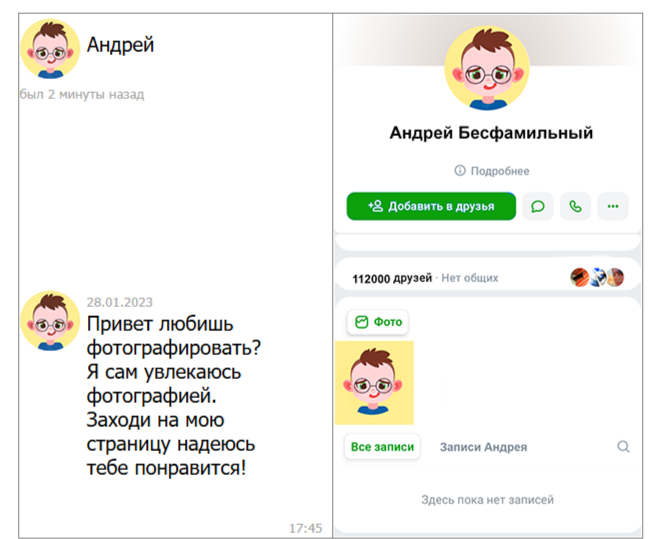 Андрей
был 2 минуты назад
28.01.2023
Привет любишь
фотографировать?
Я сам увлекаюсь
фотографией.
Заходи на мою
страницу надеюсь
тебе понравится!
17:45
Андрей Бесфамильный
Подробнее
Добавить в друзья
112000 друзей · Нет общих
Фото
Все записи Записи Андрея
Здесь пока нет записей